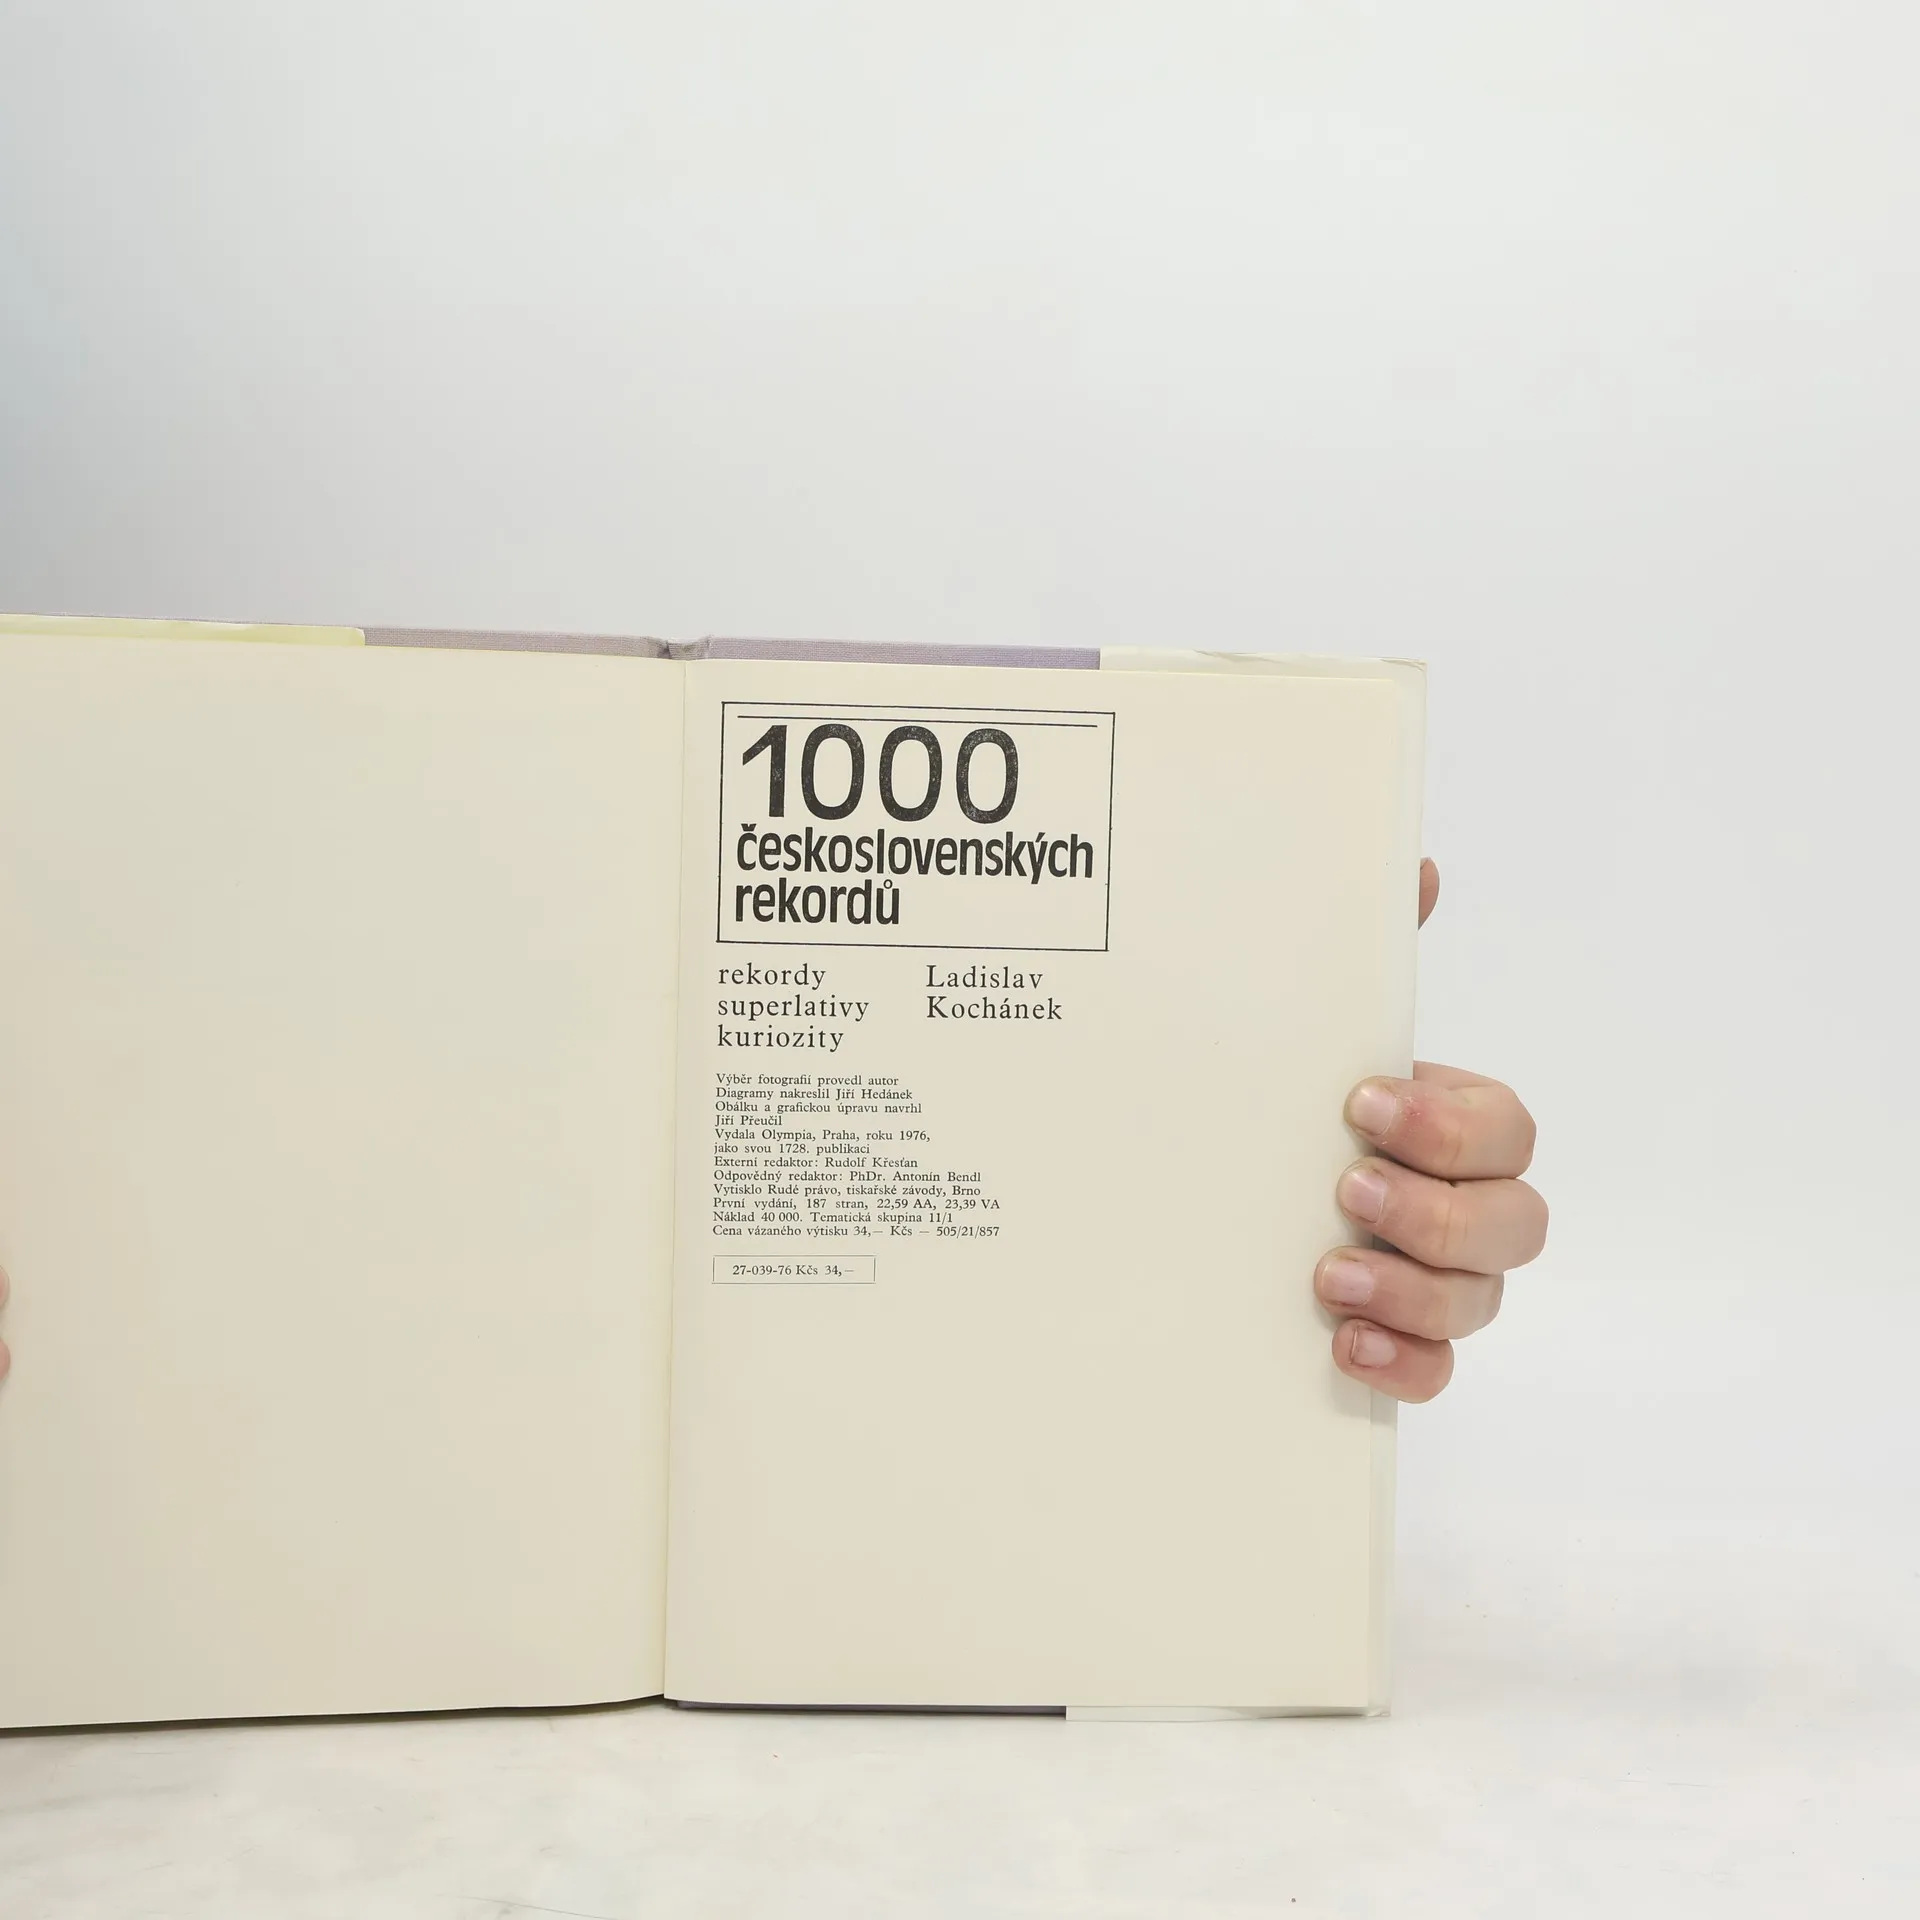 1000
československých
rekordů
rekordy
superlativy
kuriozity
Ladislav
Kochánek
Výběr fotografií provedl autor
Diagramy nakreslil Jiří Hedánek
Obálku a grafickou úpravu navrhl
Jiří Přeučil
Vydala Olympia, Praha, roku 1976,
jako svou 1728. publikaci
Externí redaktor: Rudolf Křesťan
Odpovědný redaktor: PhDr. Antonín Bendl
Vytisklo Rudé právo, tiskařské závody, Brno
První vydání, 187 stran, 22,59 AA, 23,39 VA
Náklad 40 000. Tematická skupina 11/1
Cena vázaného výtisku 34,— Kčs — 505/21/857
27-039-76 Kčs 34,—